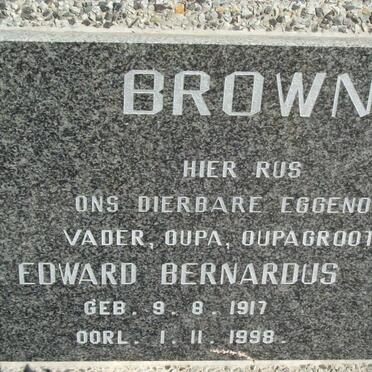 BROWN
HIER RUS
ONS DIERBARE EGGENO
VADER, OUPA, OUPAGROOT
EDWARD BERNARDUS
GEB. 9. 8. 1917
OORL. 1. 11. 1998.